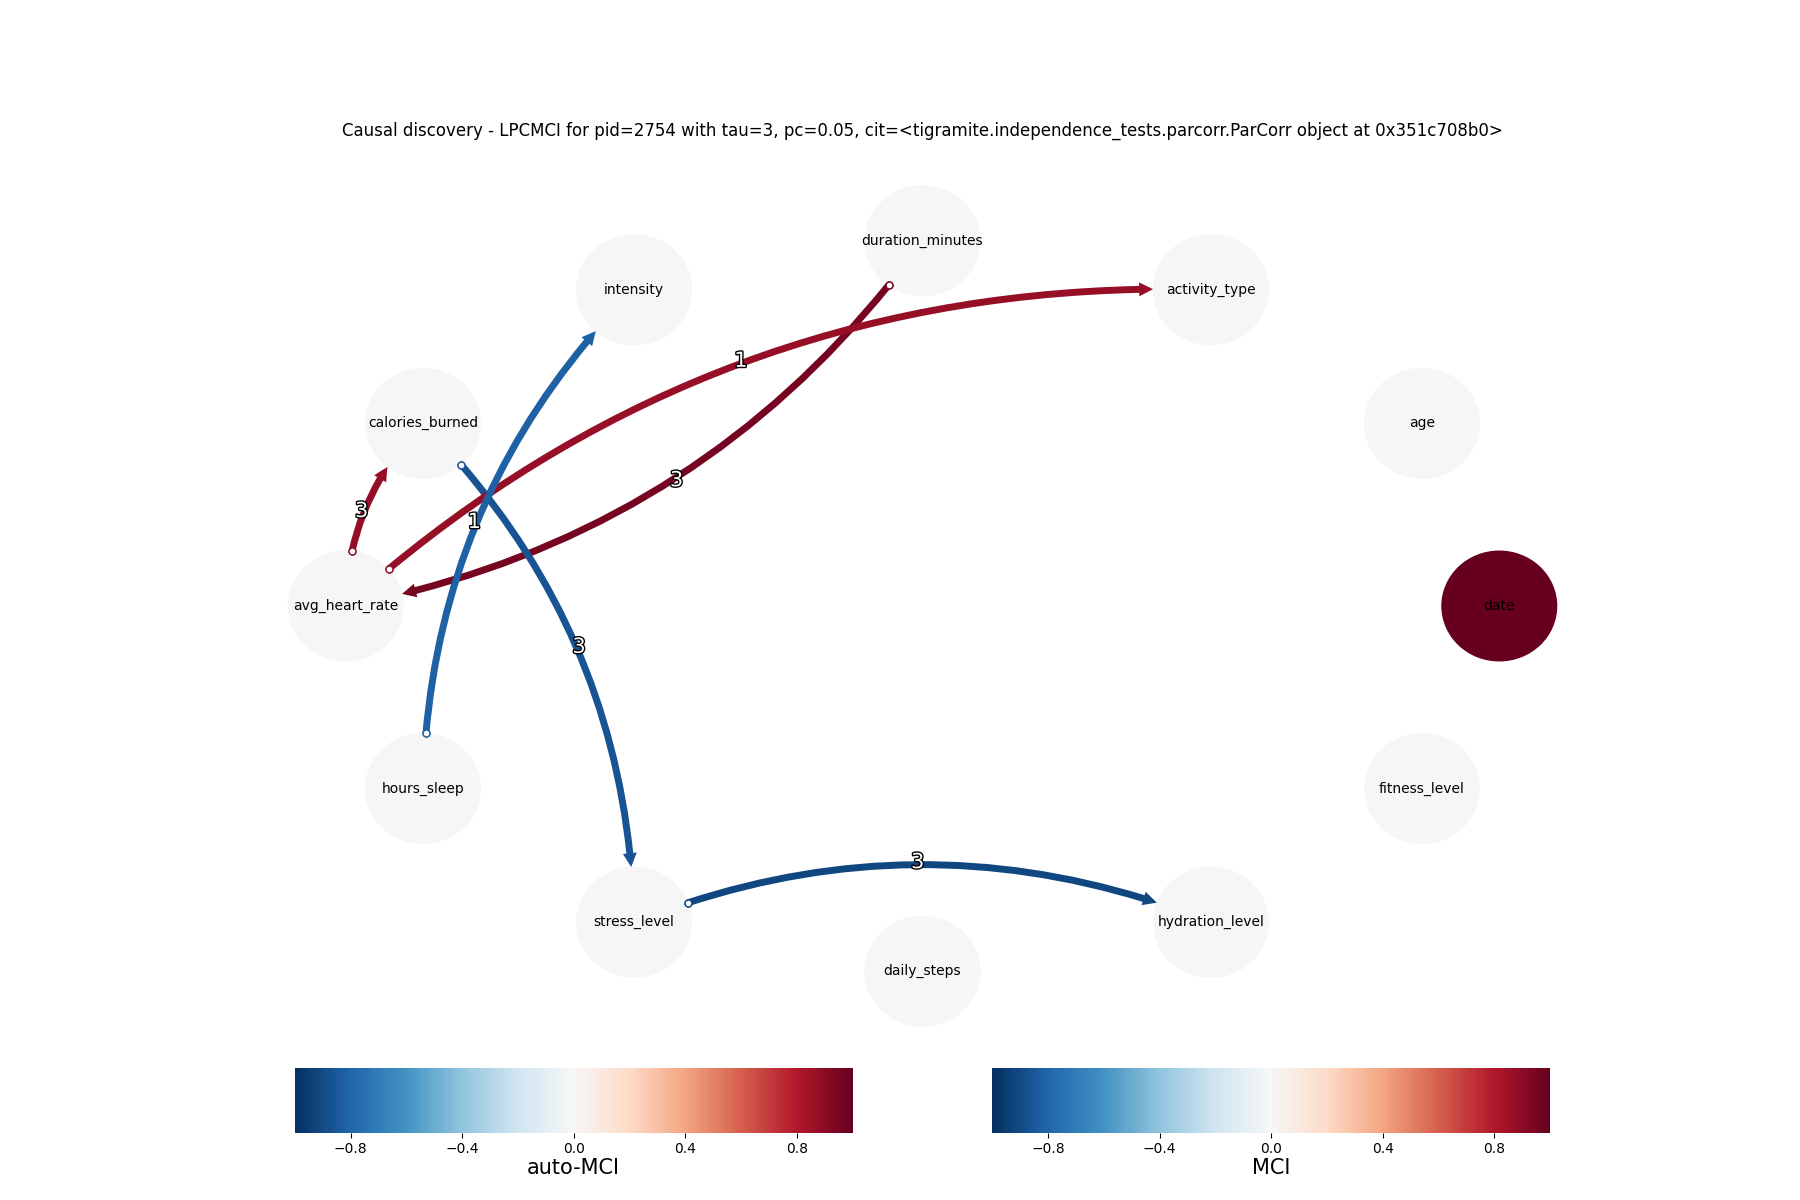 Causal discovery - LPCMCI for pid=2754 with tau=3, pc=0.05, cit=<tigramite.independence_tests.parcorr.ParCorr object at 0x351c708b0>
duration_minutes
intensity
activity_type
1
calories_burned
age
3
3
1
avg_heart_rate
date
3
hours_sleep
fitness_level
3
stress_level
hydration_level
daily_steps
−0.8 −0.4 0.0 0.4 0.8
auto-MCI
−0.8 −0.4 0.0 0.4 0.8
MCI